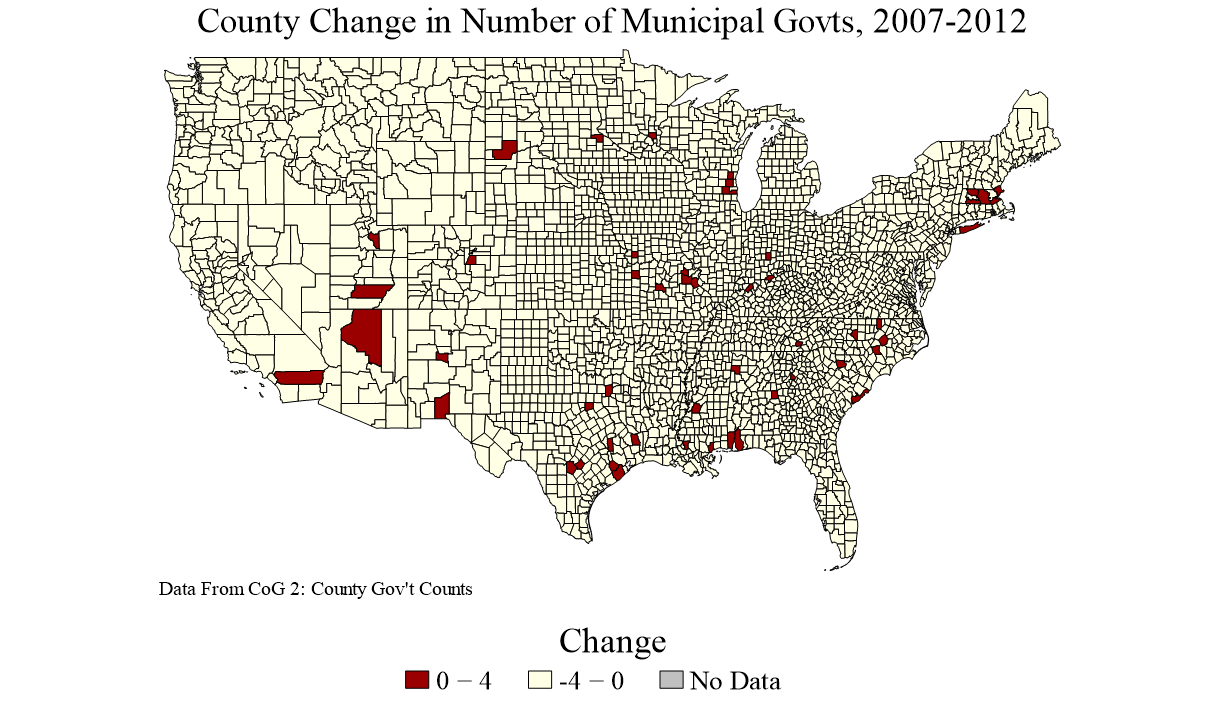 County Change in Number of Municipal Govts, 2007-2012
Data From CoG 2: County Gov't Counts
Change
0 − 4 -4 − 0 No Data